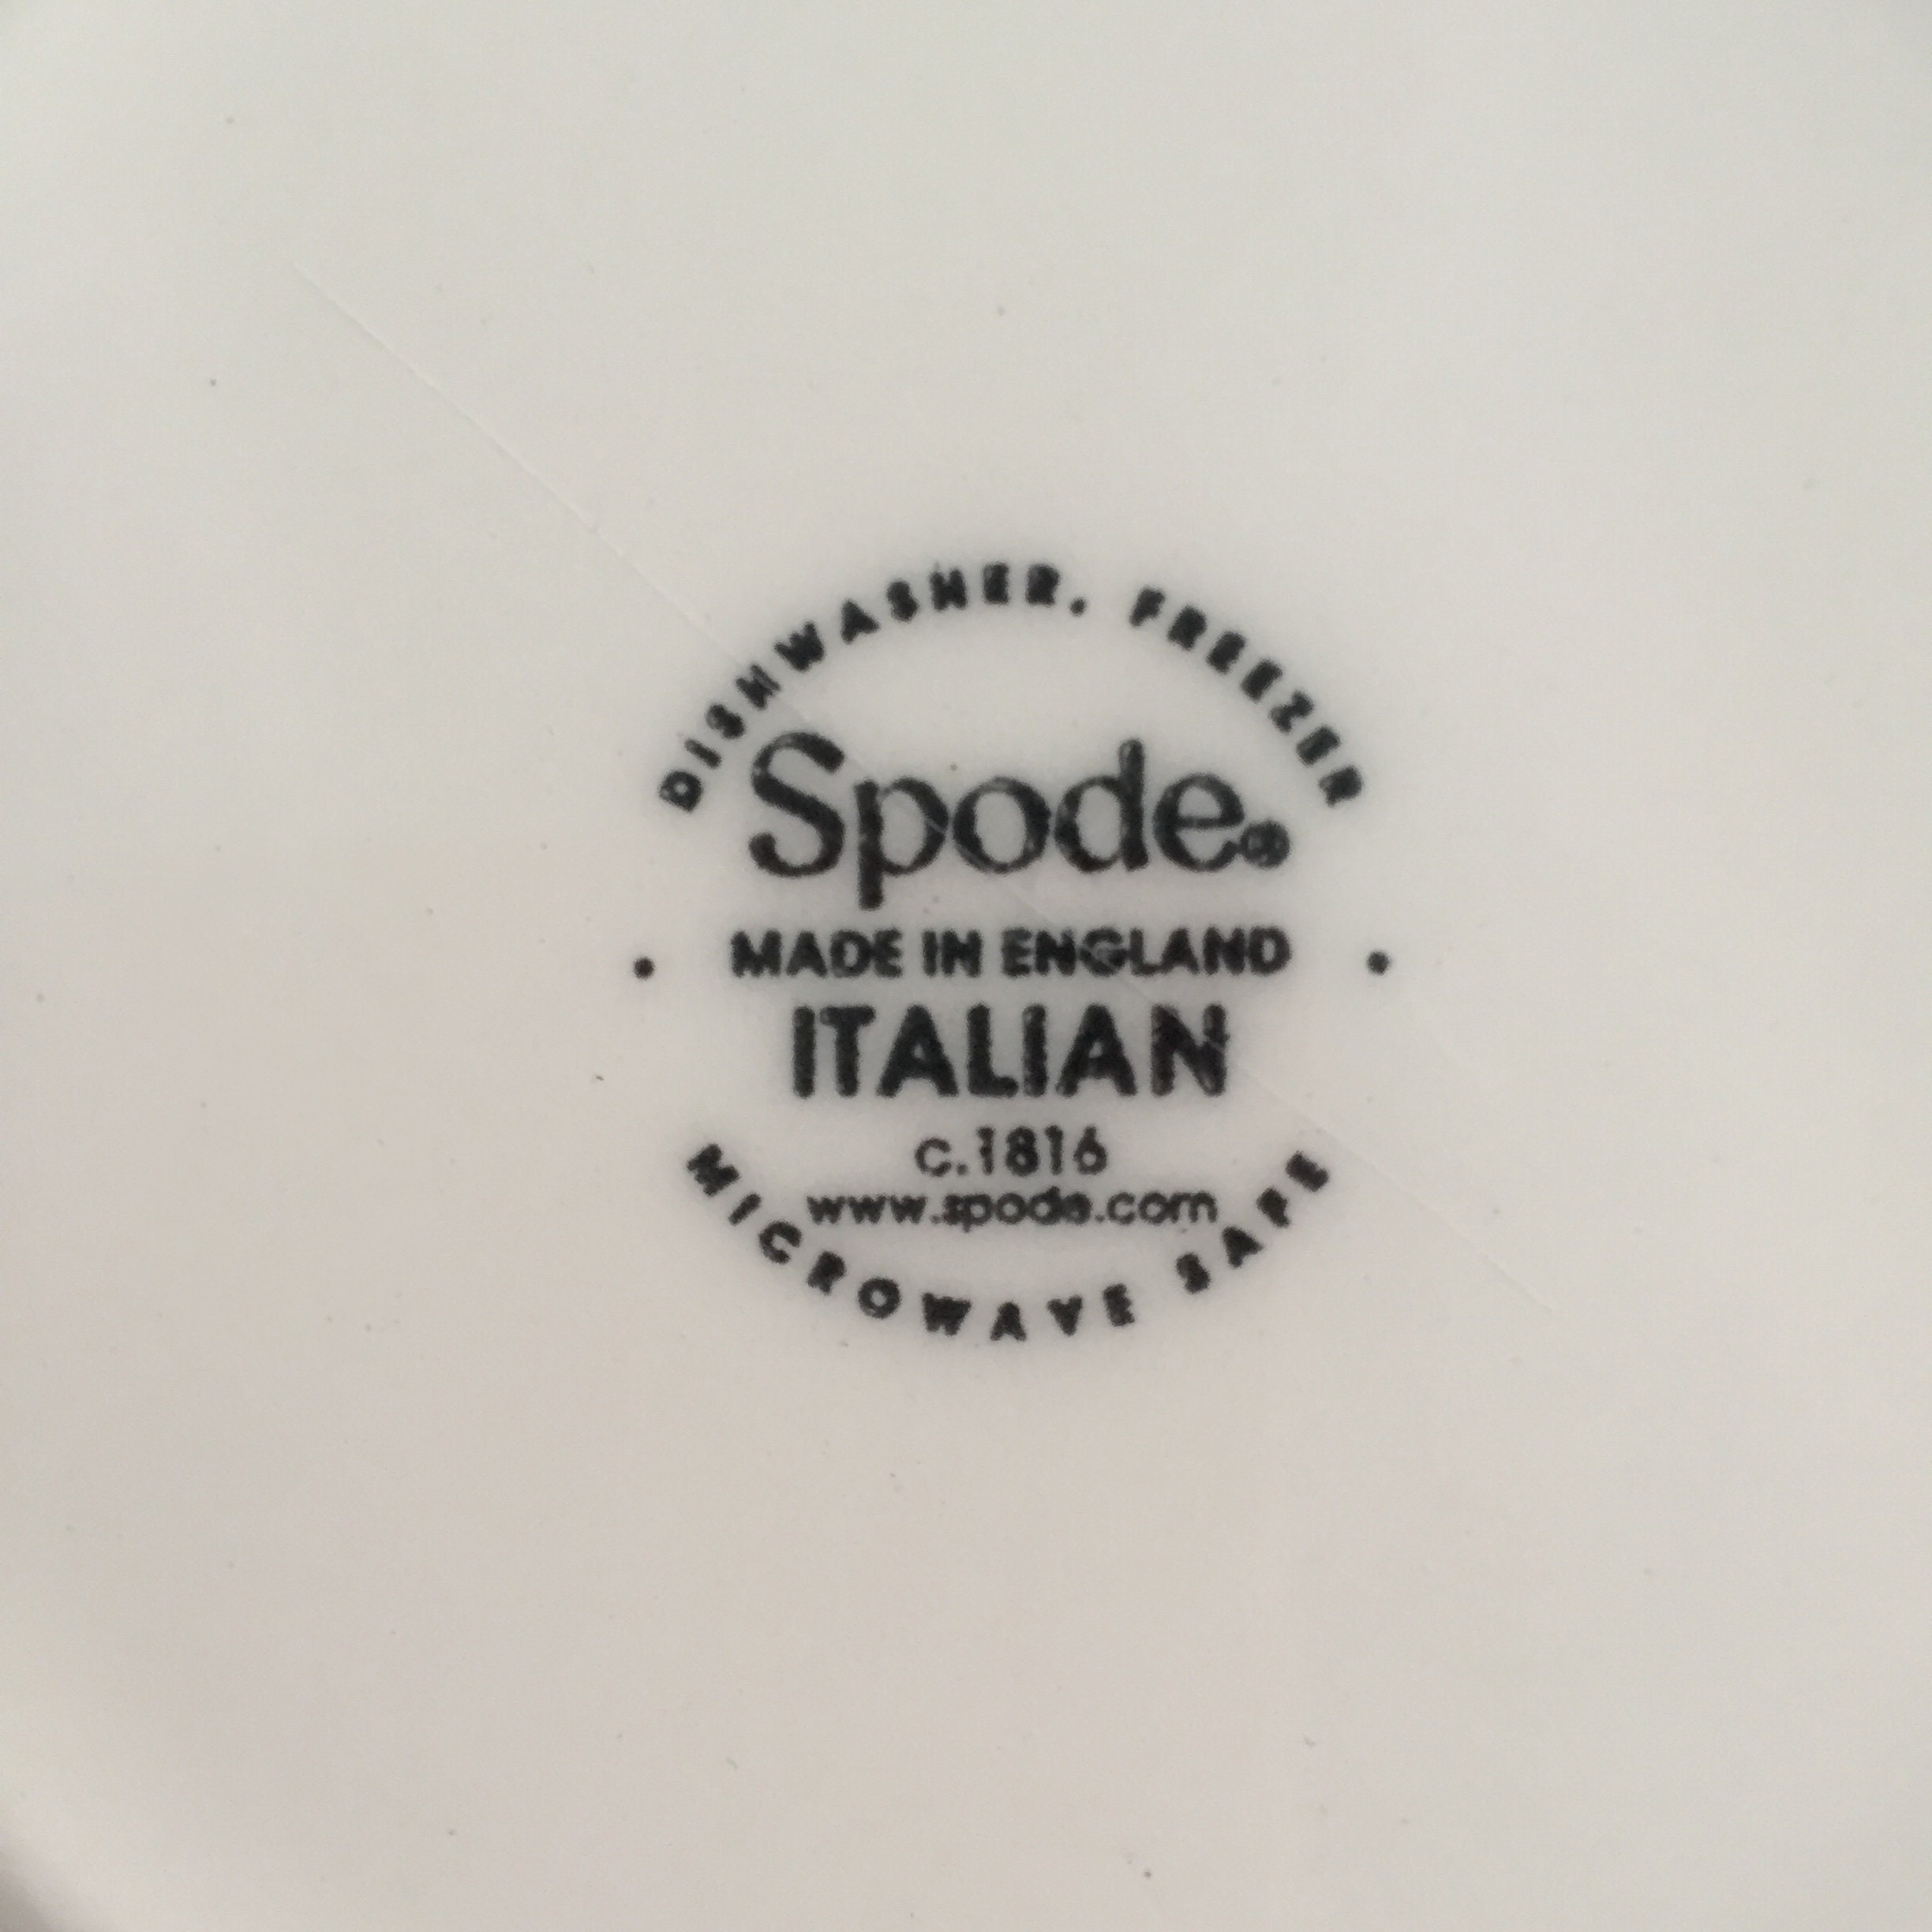 DISHWASHER, FREEZER
Spode®
• MADE IN ENGLAND •
ITALIAN
c.1816
www.spode.com
MICROWAVE SAFE